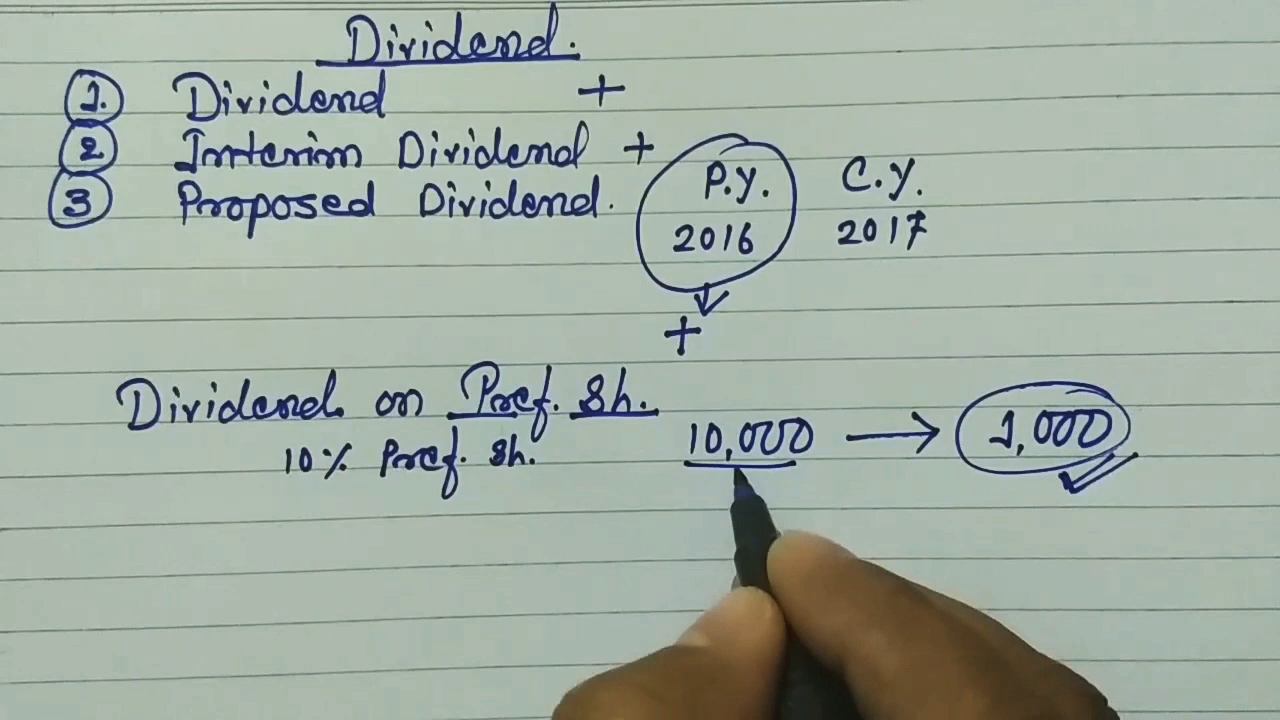 Dividend.
1. Dividend +
2 Interim Dividend +
3 Proposed Dividend.
P.Y. C.Y.
2016 2017
+
Dividend on Pref. Sh.
10% Pref. Sh. 10,000 → 1,000